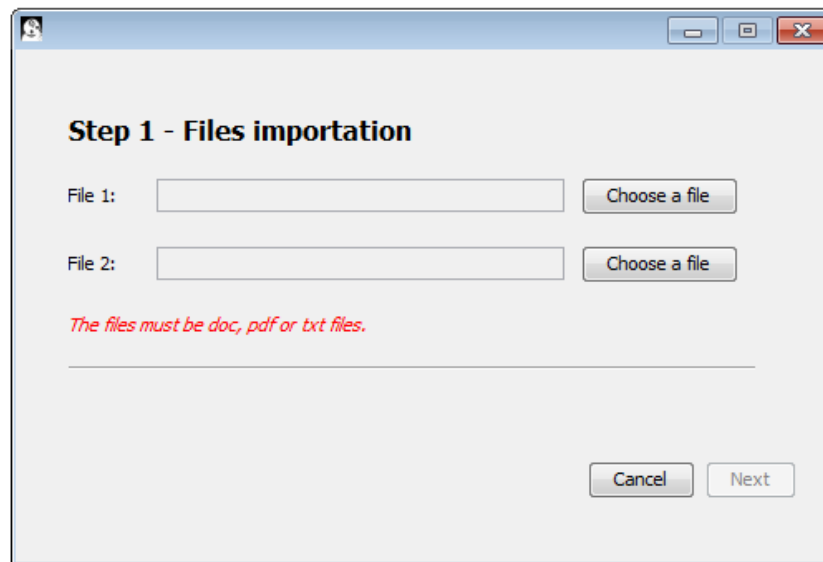 Step 1 - Files importation
File 1:
Choose a file
File 2:
Choose a file
The files must be doc, pdf or txt files.
Cancel
Next